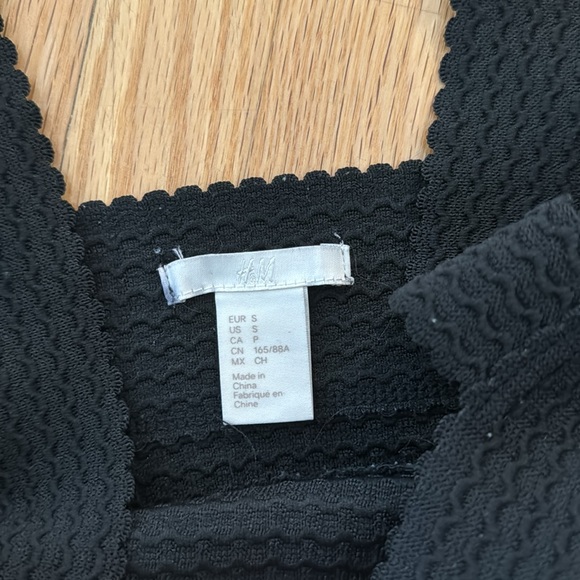 H&M
EUR S
US S
CA P
CN 165/88A
MX CH
Made in
China
Fabriqué en
Chine